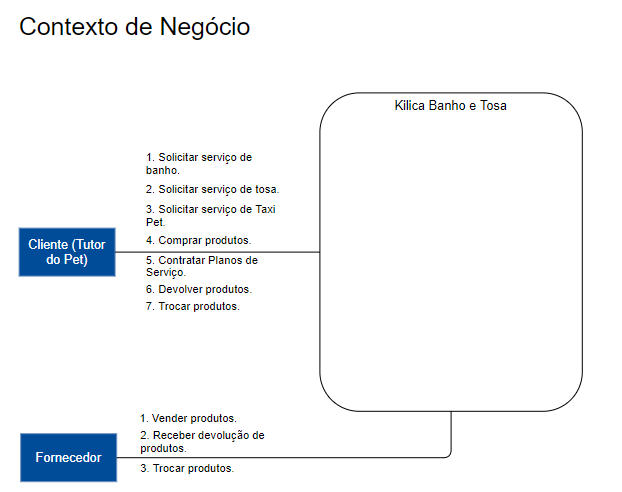 Contexto de Negócio
Kilica Banho e Tosa
1. Solicitar serviço de
banho.
2. Solicitar serviço de tosa.
3. Solicitar serviço de Taxi
Pet.
4. Comprar produtos.
Cliente (Tutor
do Pet)
5. Contratar Planos de
Serviço.
6. Devolver produtos.
7. Trocar produtos.
1. Vender produtos.
2. Receber devolução de
produtos.
Fornecedor
3. Trocar produtos.